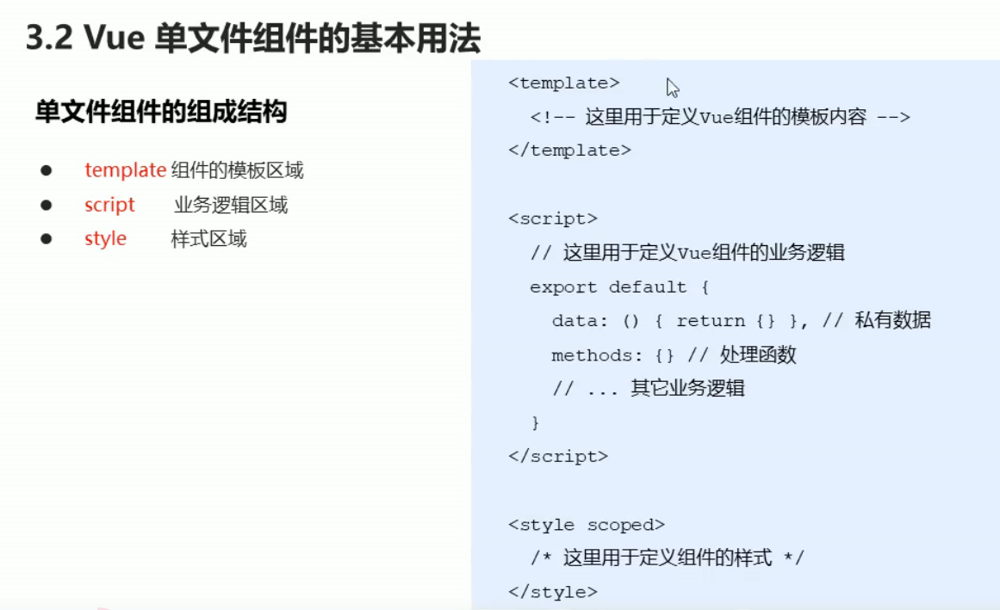 3.2 Vue 单文件组件的基本用法
单文件组件的组成结构
● template 组件的模板区域
● script 业务逻辑区域
● style 样式区域
<template>
<!-- 这里用于定义Vue组件的模板内容 -->
</template>
<script>
// 这里用于定义Vue组件的业务逻辑
export default {
data: () { return {} }, // 私有数据
methods: {} // 处理函数
// ... 其它业务逻辑
}
</script>
<style scoped>
/* 这里用于定义组件的样式 */
</style>